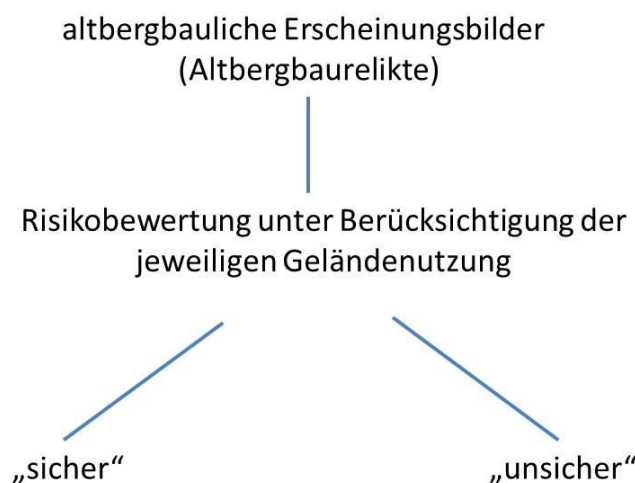 altbergbauliche Erscheinungsbilder
(Altbergbaurelikte)
Risikobewertung unter Berücksichtigung der
jeweiligen Geländenutzung
„sicher“
„unsicher“